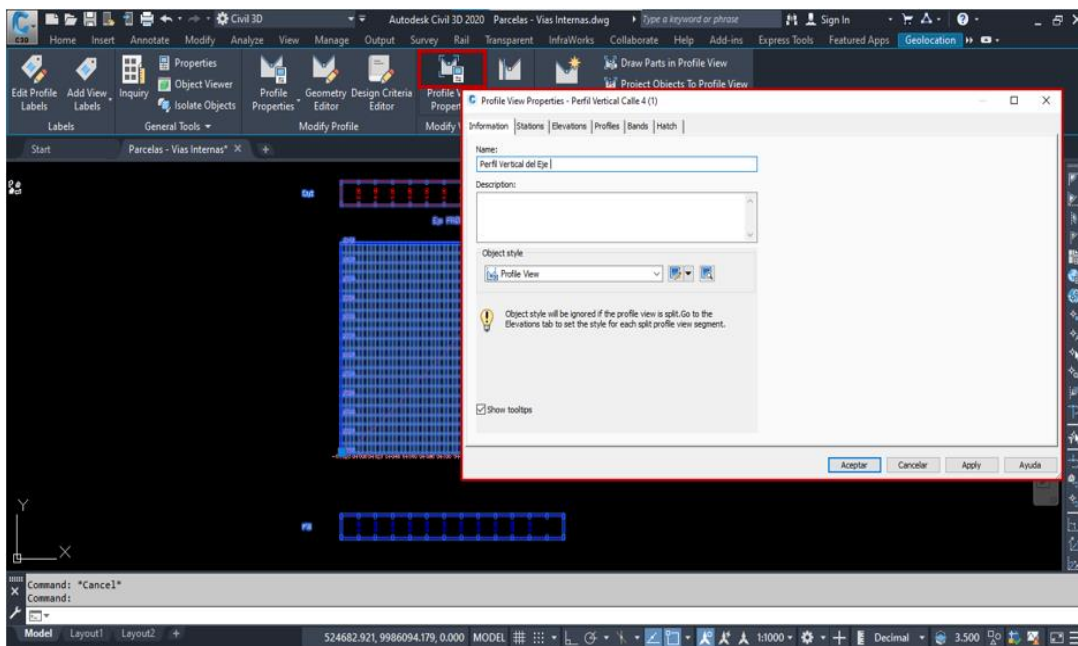 Civil 3D
Autodesk Civil 3D 2020 Parcelas - Vias Internas.dwg
Type a keyword or phrase
Sign In
C3D
Home Insert Annotate Modify Analyze View Manage Output Survey Rail Transparent InfraWorks Collaborate Help Add-ins Express Tools Featured Apps Geolocation
Edit Profile Labels
Add View Labels
Labels
Inquiry
Properties
Object Viewer
Isolate Objects
General Tools
Profile Properties
Geometry Editor
Design Criteria Editor
Modify Profile
Profile V
Propert
Modify V
Draw Parts in Profile View
Project Objects To Profile View
Start
Parcelas - Vias Internas*
Profile View Properties - Perfil Vertical Calle 4 (1)
Information Stations Elevations Profiles Bands Hatch
Name:
Perfil Vertical del Eje
Description:
Object style
Profile View
Object style will be ignored if the profile view is split.Go to the
Elevations tab to set the style for each split profile view segment.
Show tooltips
Aceptar Cancelar Apply Ayuda
Y
X
Command: *Cancel*
Command:
Model Layout1 Layout2 +
524682.921, 9986094.179, 0.000 MODEL
1:1000
Decimal
3.500